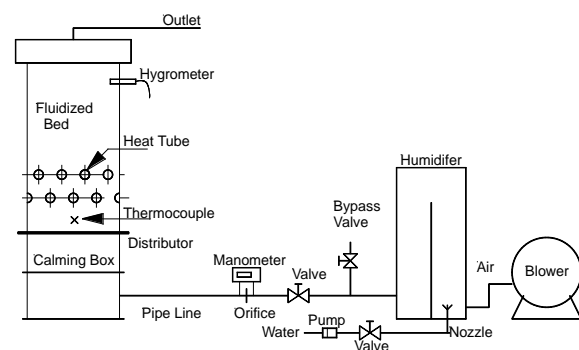 Outlet
Hygrometer
Fluidized
Bed
Heat Tube
Humidifer
Thermocouple
Bypass
Valve
Distributor
Calming Box
Manometer
Valve
Air
Blower
Pipe Line
Orifice
Water
Pump
Nozzle
Valve